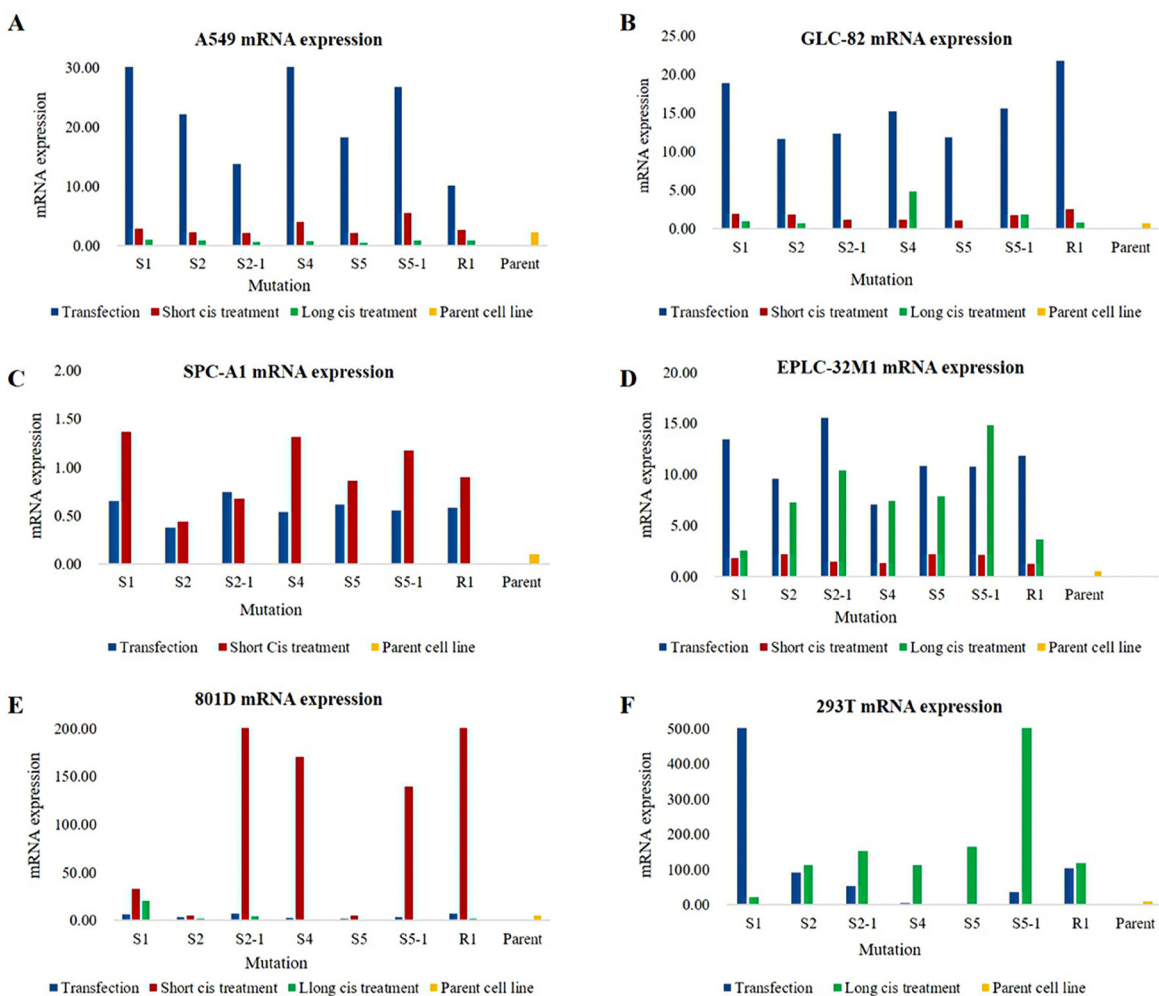 A
A549 mRNA expression
30.00
20.00
10.00
0.00
mRNA expression
S1 S2 S2-1 S4 S5 S5-1 R1 Parent
Mutation
Transfection Short cis treatment Long cis treatment Parent cell line
B
GLC-82 mRNA expression
25.00
20.00
15.00
10.00
5.00
0.00
mRNA expression
S1 S2 S2-1 S4 S5 S5-1 R1 Parent
Mutation
Transfection Short cis treatment Long cis treatment Parent cell line
C
SPC-A1 mRNA expression
2.00
1.50
1.00
0.50
0.00
mRNA expression
S1 S2 S2-1 S4 S5 S5-1 R1 Parent
Mutation
Transfection Short Cis treatment Parent cell line
D
EPLC-32M1 mRNA expression
20.00
15.00
10.00
5.00
0.00
mRNA expression
S1 S2 S2-1 S4 S5 S5-1 R1 Parent
Mutation
Transfection Short cis treatment Long cis treatment Parent cell line
E
801D mRNA expression
200.00
150.00
100.00
50.00
0.00
mRNA expression
S1 S2 S2-1 S4 S5 S5-1 R1 Parent
Mutation
Transfection Short cis treatment Llong cis treatment Parent cell line
F
293T mRNA expression
500.00
400.00
300.00
200.00
100.00
0.00
mRNA expression
S1 S2 S2-1 S4 S5 S5-1 R1 Parent
Mutation
Transfection Long cis treatment Parent cell line